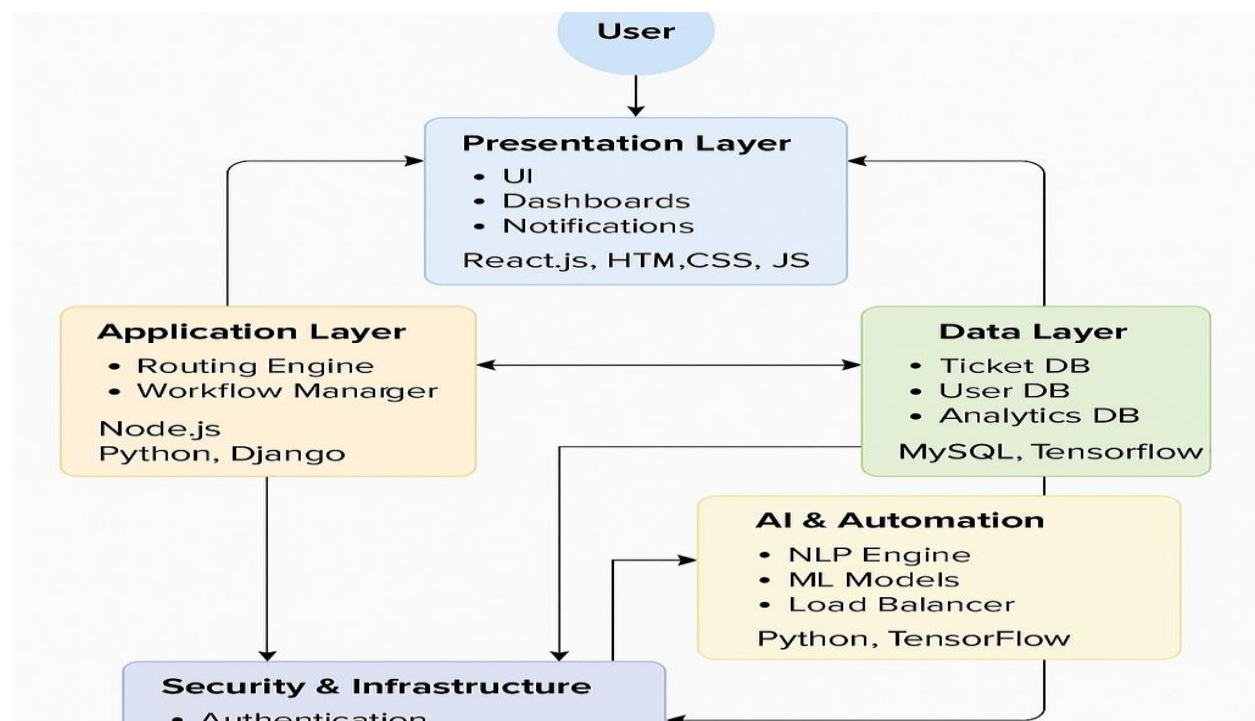 User
Presentation Layer
• UI
• Dashboards
• Notifications
React.js, HTM,CSS, JS
Application Layer
• Routing Engine
• Workflow Manarger
Node.js
Python, Django
Data Layer
• Ticket DB
• User DB
• Analytics DB
MySQL, Tensorflow
AI & Automation
• NLP Engine
• ML Models
• Load Balancer
Python, TensorFlow
Security & Infrastructure
• Authentication